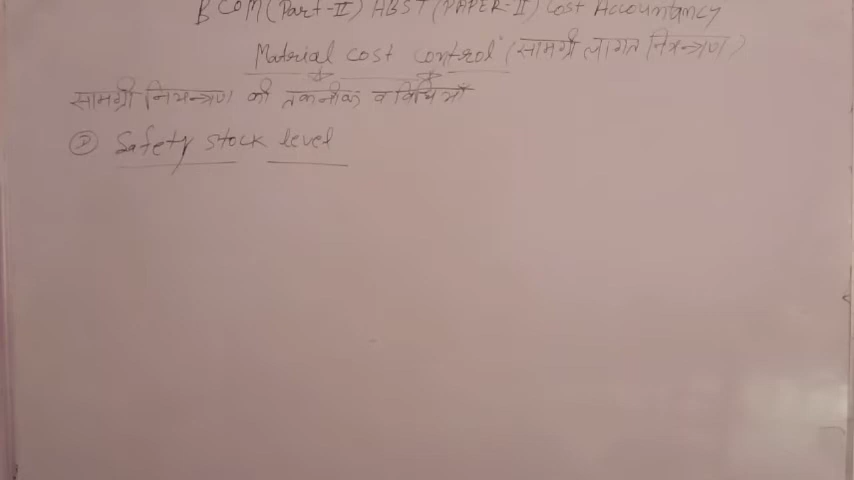 B COM (Part-II) ABST (PAPER-II) Cost Accountancy
Material cost control (सामग्री लागत नियन्त्रण)
सामग्री नियन्त्रण की तकनीक व विधियाँ
② Safety stock level